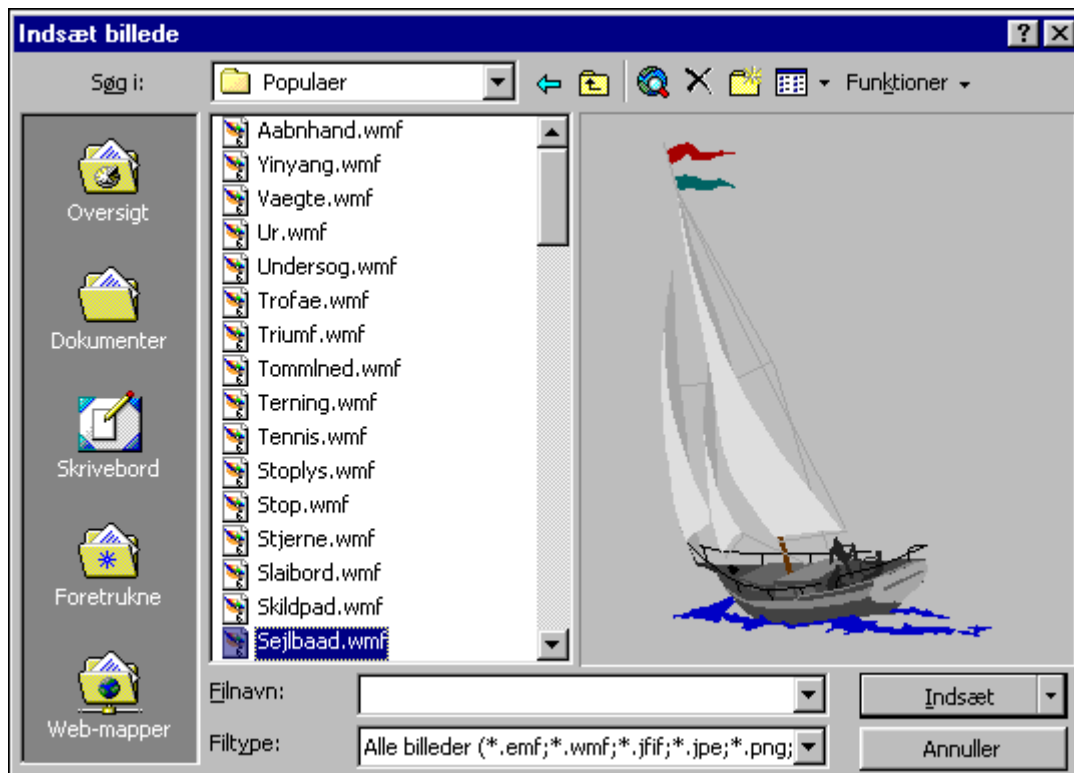 Indsæt billede
Søg i:
Populaer
Funktioner
Oversigt
Dokumenter
Skrivebord
Foretrukne
Web-mapper
Aabnhand.wmf
Yinyang.wmf
Vaegte.wmf
Ur.wmf
Undersog.wmf
Trofae.wmf
Triumf.wmf
Tommlned.wmf
Terning.wmf
Tennis.wmf
Stoplys.wmf
Stop.wmf
Stjerne.wmf
Slaibord.wmf
Skildpad.wmf
Sejlbaad.wmf
Filnavn:
Indsæt
Filtype:
Alle billeder (*.emf;*.wmf;*.jfif;*.jpe;*.png;
Annuller